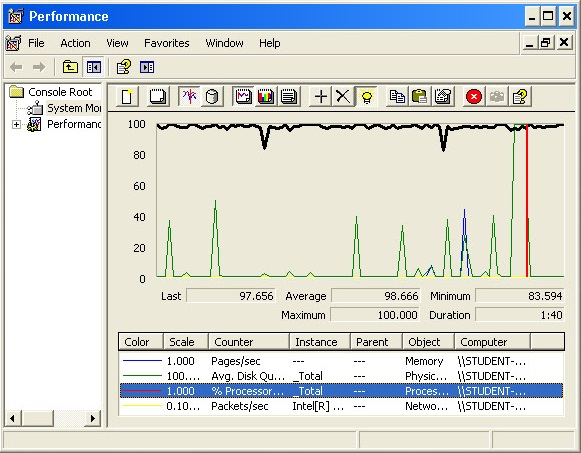 Performance
File Action View Favorites Window Help
Console Root
System Mor
Performanc
100
80
60
40
20
0
Last 97.656 Average 98.666 Minimum 83.594
Maximum 100.000 Duration 1:40
Color Scale Counter Instance Parent Object Computer
1.000 Pages/sec --- --- Memory \\STUDENT-...
100.... Avg. Disk Qu... _Total --- Physic... \\STUDENT-...
1.000 % Processor... _Total --- Proces... \\STUDENT-...
0.10... Packets/sec Intel[R] ... --- Netwo... \\STUDENT-...